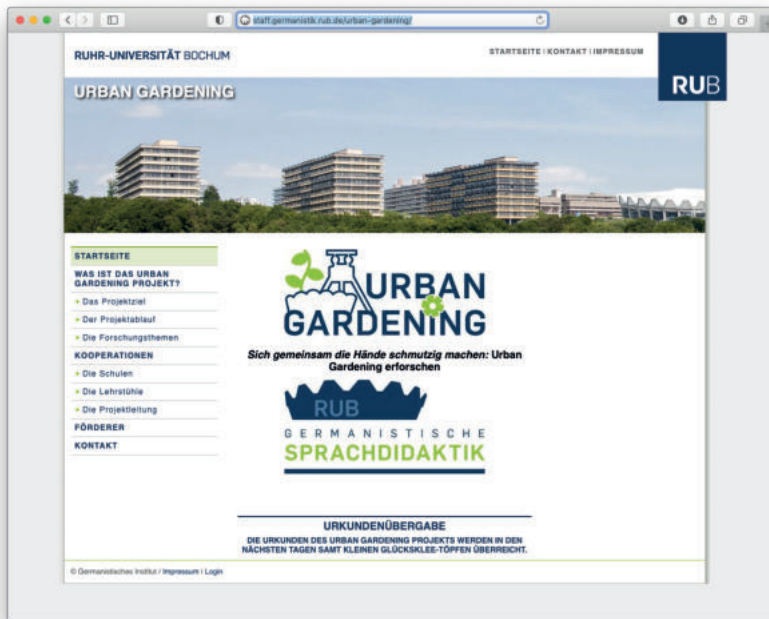 staff.germanistik.rub.de/urban-gardening/
RUHR-UNIVERSITÄT BOCHUM
STARTSEITE | KONTAKT | IMPRESSUM
RUB
URBAN GARDENING
STARTSEITE
WAS IST DAS URBAN
GARDENING PROJEKT?
Das Projektziel
Der Projektablauf
Die Forschungsthemen
KOOPERATIONEN
Die Schulen
Die Lehrstühle
Die Projektleitung
FÖRDERER
KONTAKT
URBAN
GARDENING
Sich gemeinsam die Hände schmutzig machen: Urban
Gardening erforschen
RUB
GERMANISTISCHE
SPRACHDIDAKTIK
URKUNDENÜBERGABE
DIE URKUNDEN DES URBAN GARDENING PROJEKTS WERDEN IN DEN
NÄCHSTEN TAGEN SAMT KLEINEN GLÜCKSKLEE-TÖPFEN ÜBERREICHT.
© Germanistisches Institut / Impressum | Login